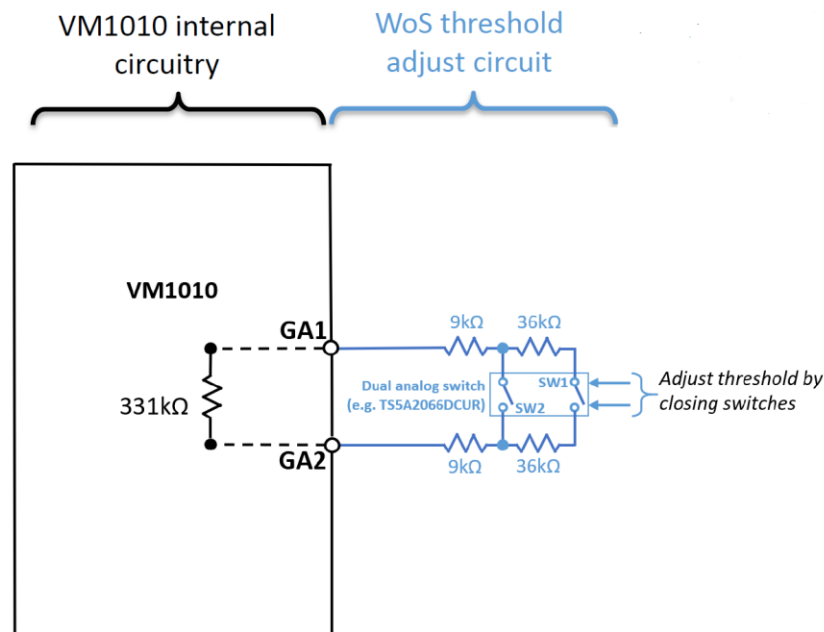 VM1010 internal
circuitry
WoS threshold
adjust circuit
VM1010
GA1
331kΩ
GA2
9kΩ
36kΩ
Dual analog switch
(e.g. TS5A2066DCUR)
SW1
SW2
9kΩ
36kΩ
Adjust threshold by
closing switches